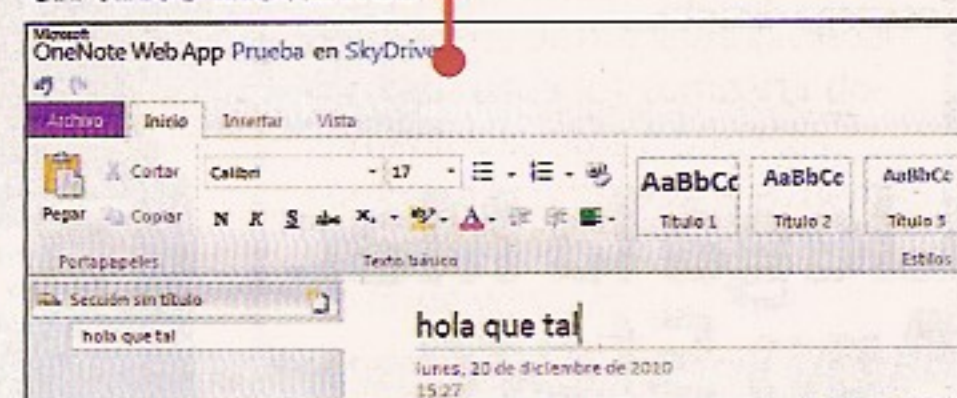 Microsoft
OneNote Web App Prueba en SkyDrive
Archivo Inicio Insertar Vista
Pegar
Cortar
Copiar
Portapapeles
Calibri 17
N K S abc X,
Texto básico
AaBbCc AaBbCc AaBbCc
Título 1 Título 2 Título 3
Estilos
Sección sin título
hola que tal
hola que tal
lunes, 20 de diciembre de 2010
15:27